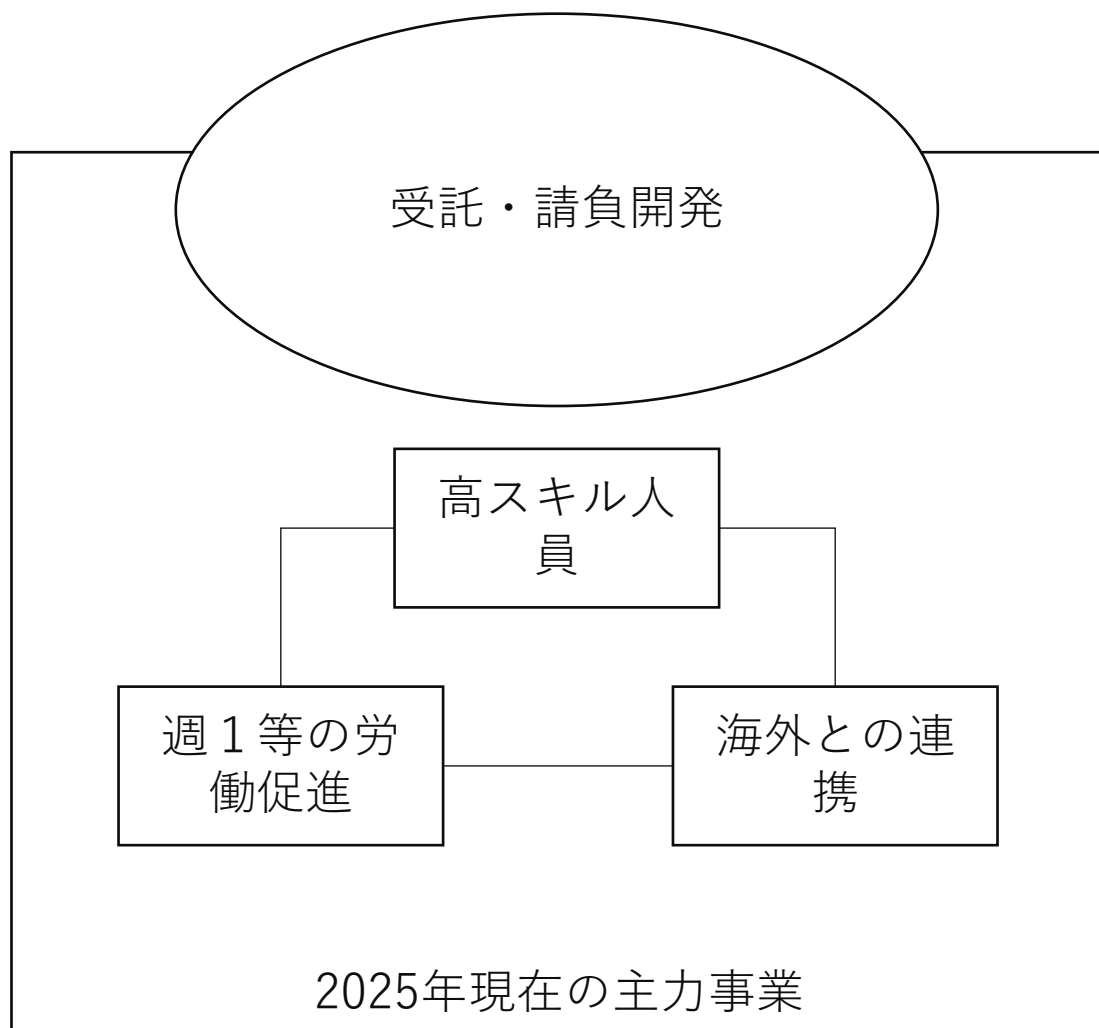 受託・請負開発
高スキル人
員
週１等の労
働促進
海外との連
携
2025年現在の主力事業